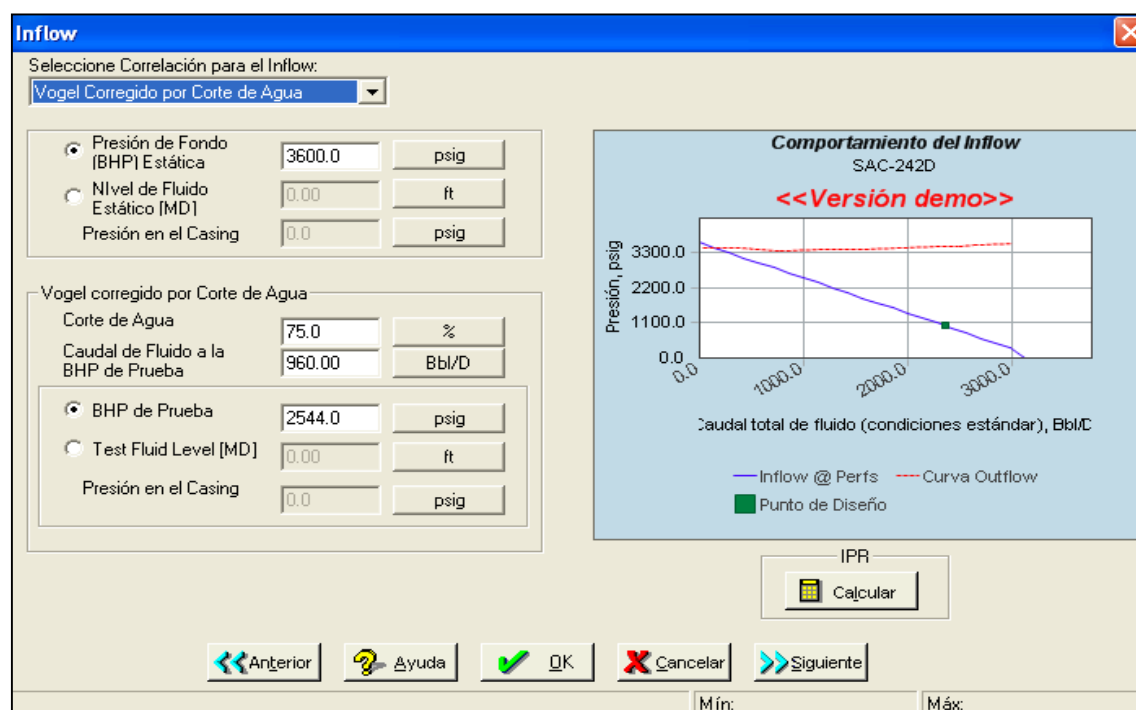 Inflow
Seleccione Correlación para el Inflow:
Vogel Corregido por Corte de Agua
Presión de Fondo
(BHP) Estática
3600.0
psig
NIvel de Fluido
Estático [MD]
0.00
ft
Presión en el Casing
0.0
psig
Vogel corregido por Corte de Agua
Corte de Agua
75.0
%
Caudal de Fluido a la
BHP de Prueba
960.00
Bbl/D
BHP de Prueba
2544.0
psig
Test Fluid Level [MD]
0.00
ft
Presión en el Casing
0.0
psig
Comportamiento del Inflow
SAC-242D
<<Versión demo>>
Presión, psig
3300.0
2200.0
1100.0
0.0
0.0
1000.0
2000.0
3000.0
Caudal total de fluido (condiciones estándar), Bbl/D
Inflow @ Perfs
Curva Outflow
Punto de Diseño
IPR
Calcular
Anterior
Ayuda
OK
Cancelar
Siguiente
Mín:
Máx: